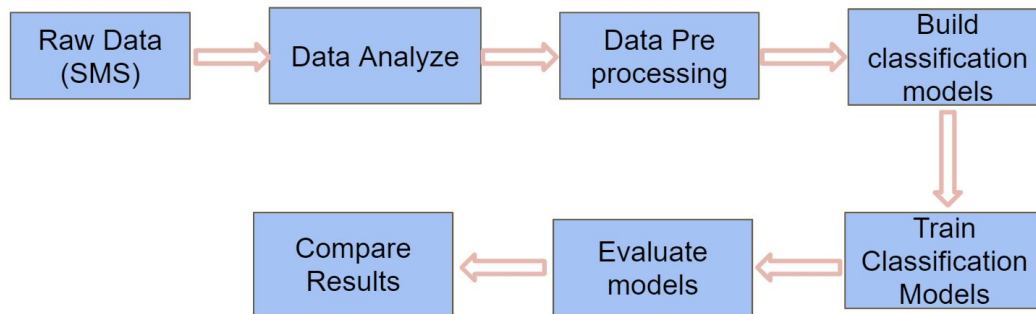 Raw Data
(SMS)
Data Analyze
Data Pre
processing
Build
classification
models
Train
Classification
Models
Evaluate
models
Compare
Results